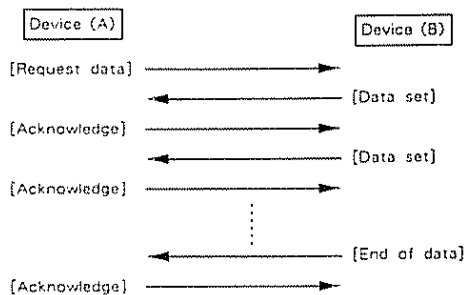 Device (A)
Device (B)
[Request data]
[Data set]
[Acknowledge]
[Data set]
[Acknowledge]
[End of data]
[Acknowledge]